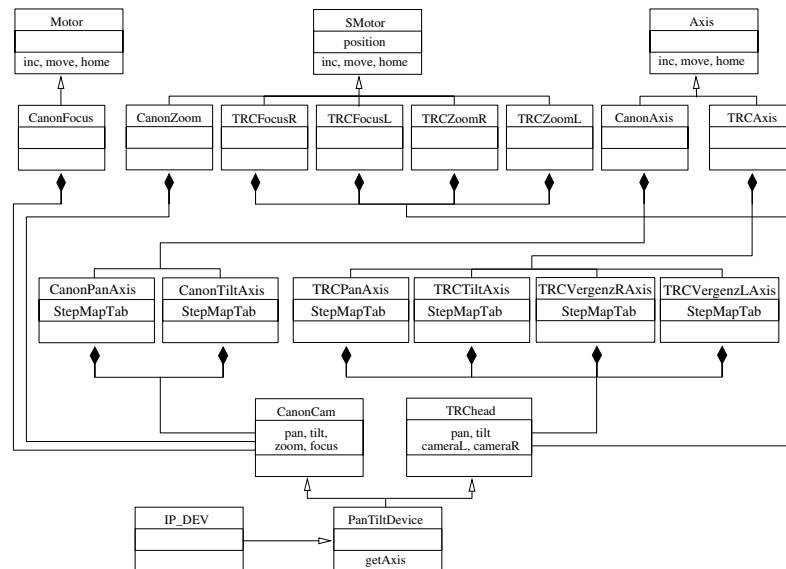 Motor
SMotor
Axis
position
inc, move, home
inc, move, home
inc, move, home
CanonFocus
CanonZoom
TRCFocusR
TRCFocusL
TRCZoomR
TRCZoomL
CanonAxis
TRCAxis
CanonPanAxis
CanonTiltAxis
TRCPanAxis
TRCTiltAxis
TRCVergenzRAxis
TRCVergenzLAxis
StepMapTab
StepMapTab
StepMapTab
StepMapTab
StepMapTab
StepMapTab
CanonCam
TRChead
pan, tilt,
zoom, focus
pan, tilt
cameraL, cameraR
IP_DEV
PanTiltDevice
getAxis